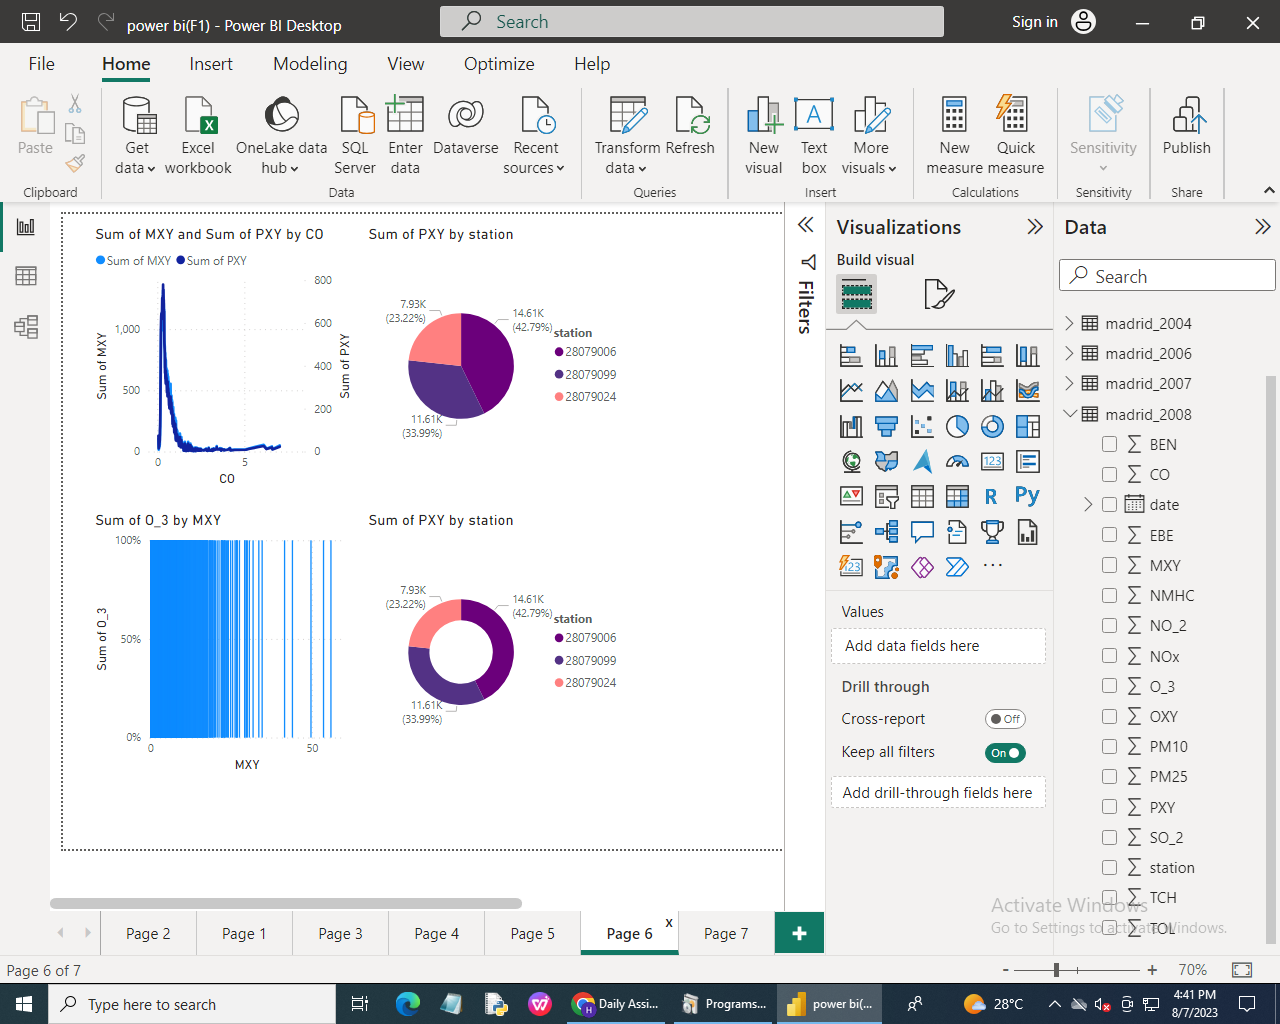 power bi(F1) - Power BI Desktop
Search
Sign in
File Home Insert Modeling View Optimize Help
Paste
Get data
Excel workbook
OneLake data hub
SQL Server
Enter data
Dataverse
Recent sources
Transform data
Refresh
New visual
Text box
More visuals
New measure
Quick measure
Sensitivity
Publish
Clipboard
Data
Queries
Insert
Calculations
Sensitivity
Share
Sum of MXY and Sum of PXY by CO
Sum of MXY Sum of PXY
Sum of MXY
1,000
500
0
800
600
400
200
0
Sum of PXY
0 5
CO
Sum of PXY by station
7.93K
(23.22%)
14.61K
(42.79%)
11.61K
(33.99%)
station
28079006
28079099
28079024
Sum of O_3 by MXY
100%
50%
0%
Sum of O_3
0 50
MXY
Sum of PXY by station
7.93K
(23.22%)
14.61K
(42.79%)
11.61K
(33.99%)
station
28079006
28079099
28079024
Filters
Visualizations
Build visual
R
Py
123
123
Values
Add data fields here
Drill through
Cross-report
Off
Keep all filters
On
Add drill-through fields here
Data
Search
madrid_2004
madrid_2006
madrid_2007
madrid_2008
BEN
CO
date
EBE
MXY
NMHC
NO_2
NOx
O_3
OXY
PM10
PM25
PXY
SO_2
station
TCH
TOL
Activate Windows
Go to Settings to activate Windows.
Page 2 Page 1 Page 3 Page 4 Page 5 Page 6 x Page 7 +
Page 6 of 7
- + 70%
Type here to search
Daily Assi...
Programs...
power bi(...
28°C
4:41 PM
8/7/2023